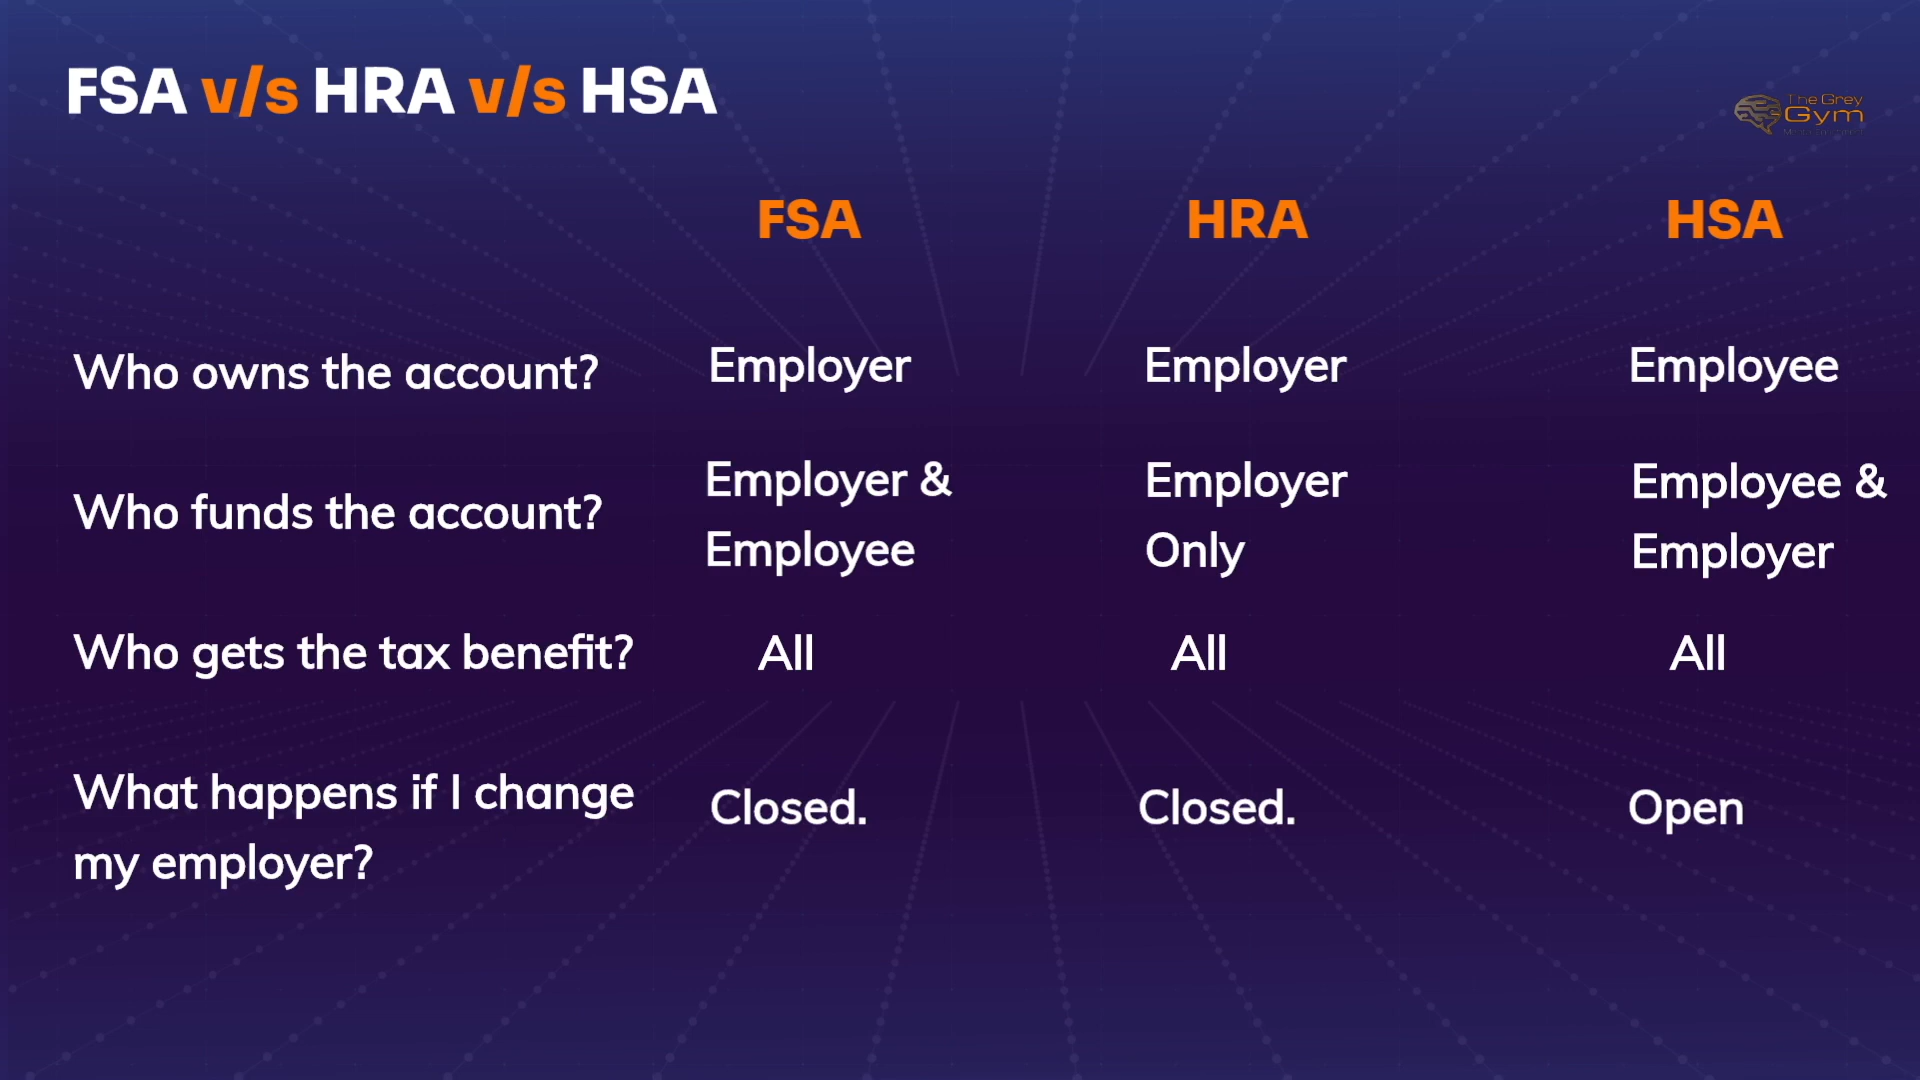 FSA v/s HRA v/s HSA
The Grey
Gym
FSA HRA HSA
Who owns the account? Employer Employer Employee
Who funds the account? Employer & Employee Employer Only Employee & Employer
Who gets the tax benefit? All All All
What happens if I change
my employer? Closed. Closed. Open